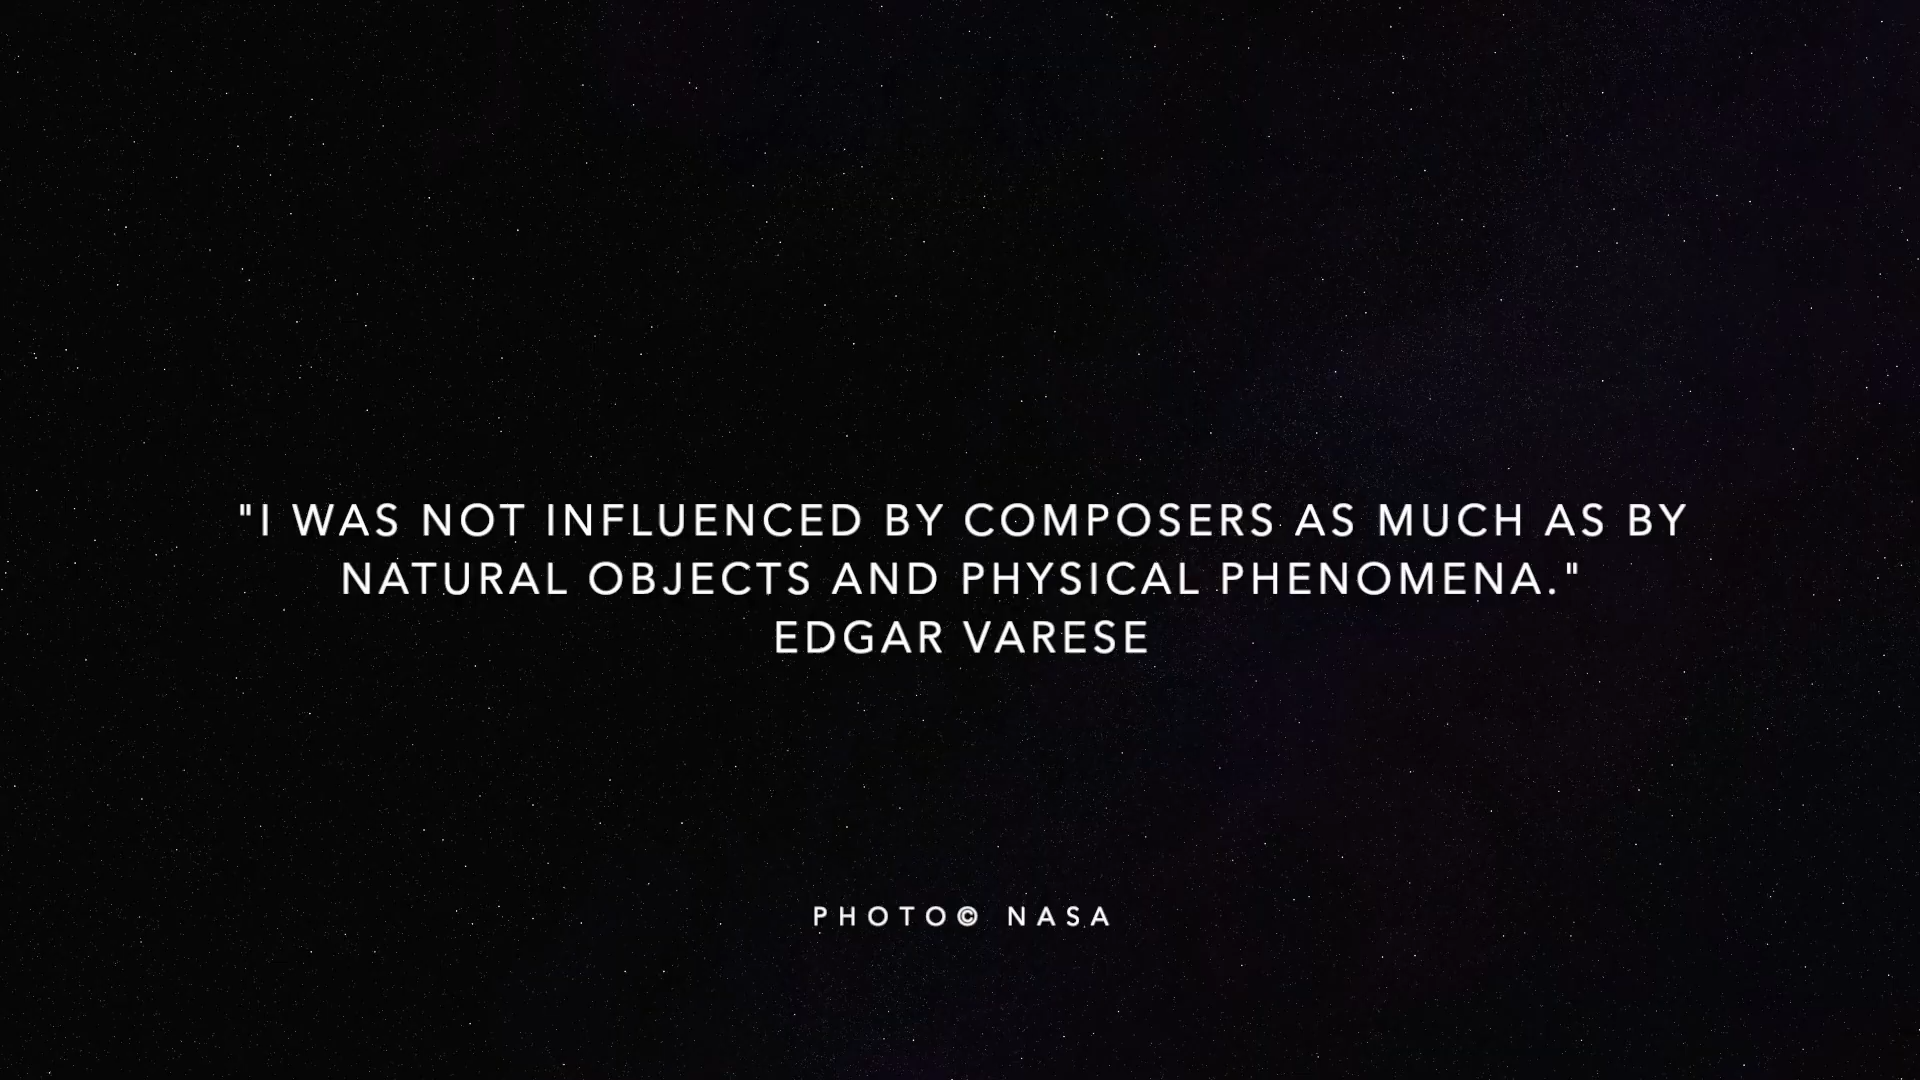 "I WAS NOT INFLUENCED BY COMPOSERS AS MUCH AS BY
NATURAL OBJECTS AND PHYSICAL PHENOMENA."
EDGAR VARESE
PHOTO© NASA